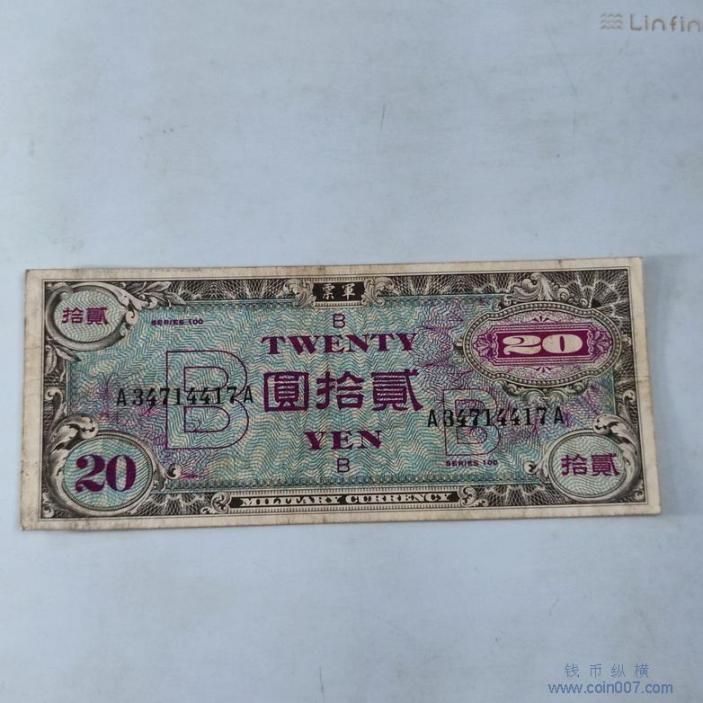 Linfin
票軍
拾貳
SERIES 100
B
TWENTY
20
B
A34714417A
圓拾貳
A34714417A
B
YEN
20
B
SERIES 100
拾貳
MILITARY CURRENCY
钱币纵横
www.coin007.com